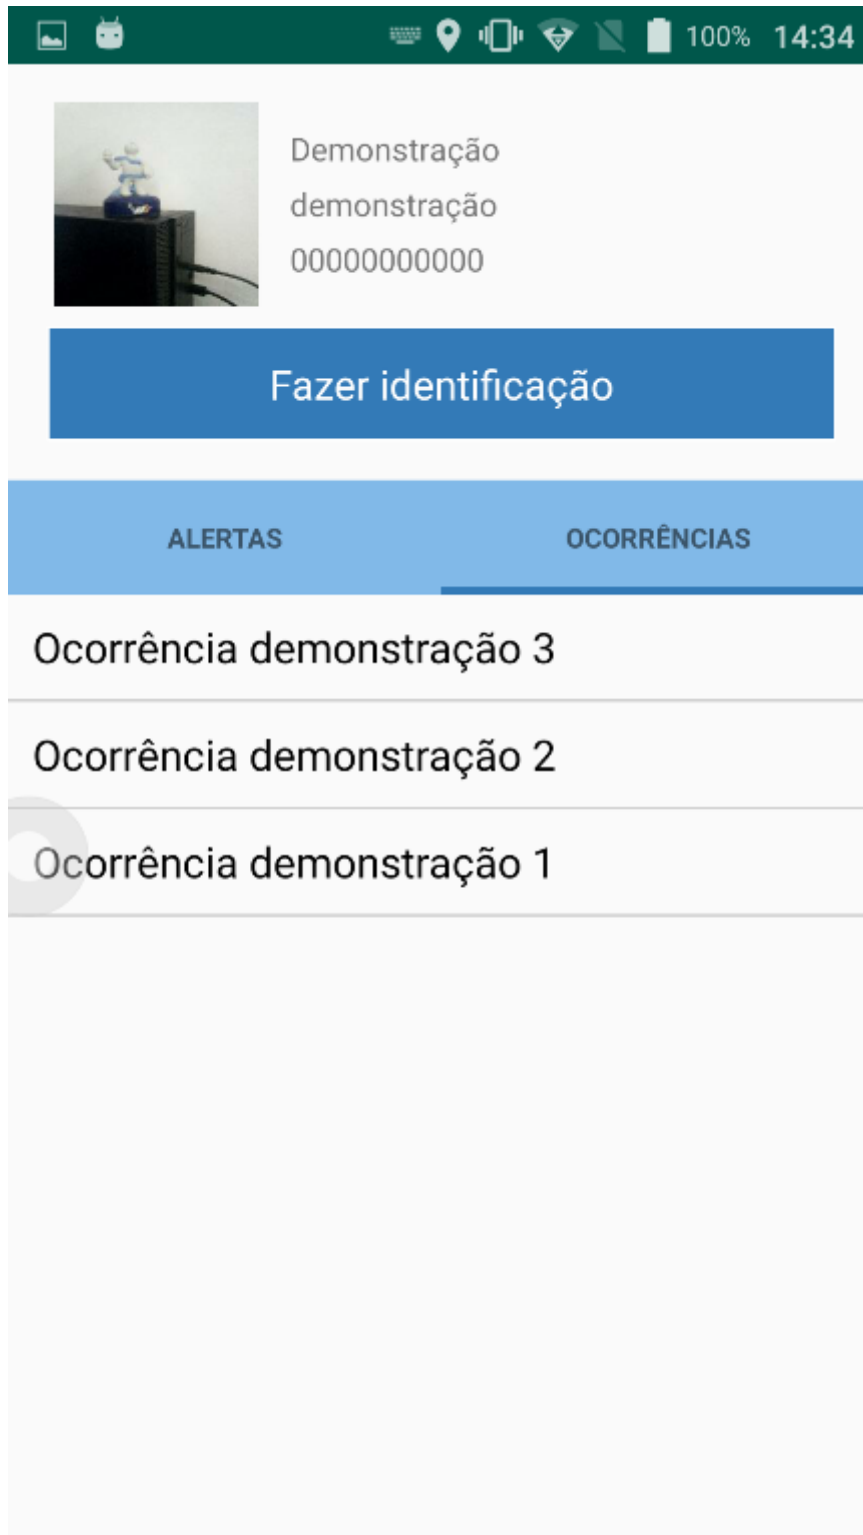 100% 14:34
Demonstração
demonstração
00000000000
Fazer identificação
ALERTAS OCORRÊNCIAS
Ocorrência demonstração 3
Ocorrência demonstração 2
Ocorrência demonstração 1